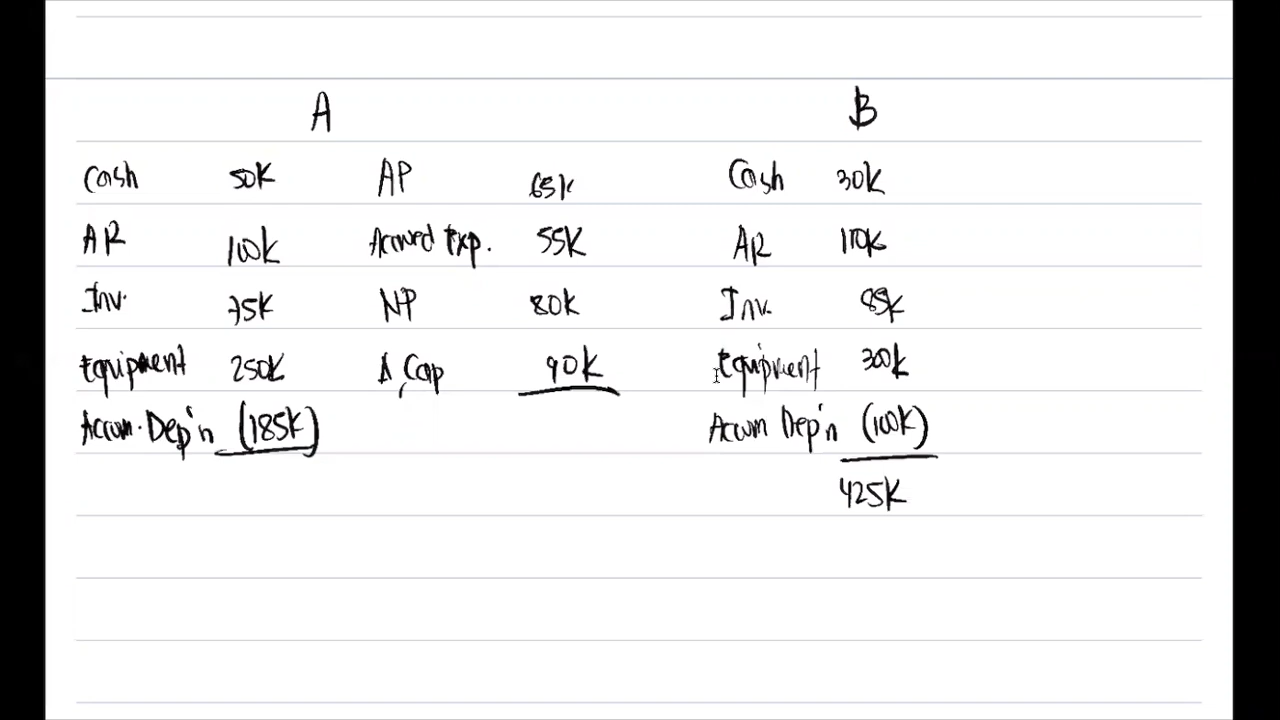 A B
Cash 50K AP 65K Cash 30K
AR 100K Accrued Exp. 55K AR 110K
Inv. 75K NP 80K Inv. 85K
Equipment 250K A, Cap 90K Equipment 300K
Accum. Dep'n (185K) Accum Dep'n (100K)
425K